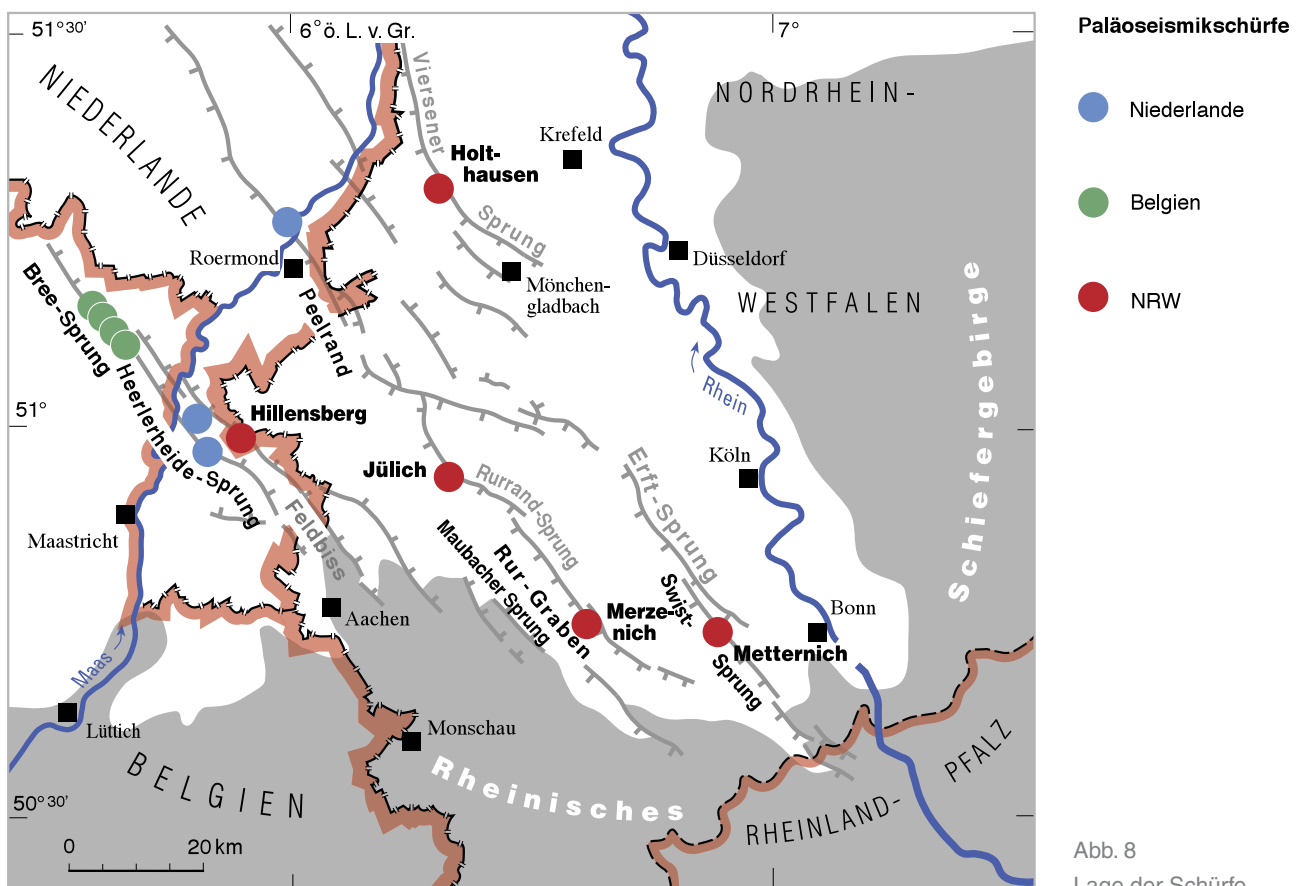 51°30'
6° ö. L. v. Gr.
7°
NIEDERLANDE
Viersener
Sprung
NORDRHEIN-
WESTFALEN
Krefeld
Holt-
hausen
Roermond
Düsseldorf
Mönchen-
gladbach
Bree-Sprung
Peelrand
Heerlerheide-Sprung
51°
Hillensberg
Rhein
Jülich
Köln
Rurrand-Sprung
Erft-Sprung
Schiefergebirge
Maastricht
Feldbiss
Maubacher Sprung
Rur-Graben
Swist-
Sprung
Aachen
Merze-
nich
Bonn
Metternich
Maas
Lüttich
Monschau
BELGIEN
Rheinisches
RHEINLAND-
PFALZ
50°30'
0 20 km
Paläoseismikschürfe
Niederlande
Belgien
NRW
Abb. 8
Lage der Schürfe